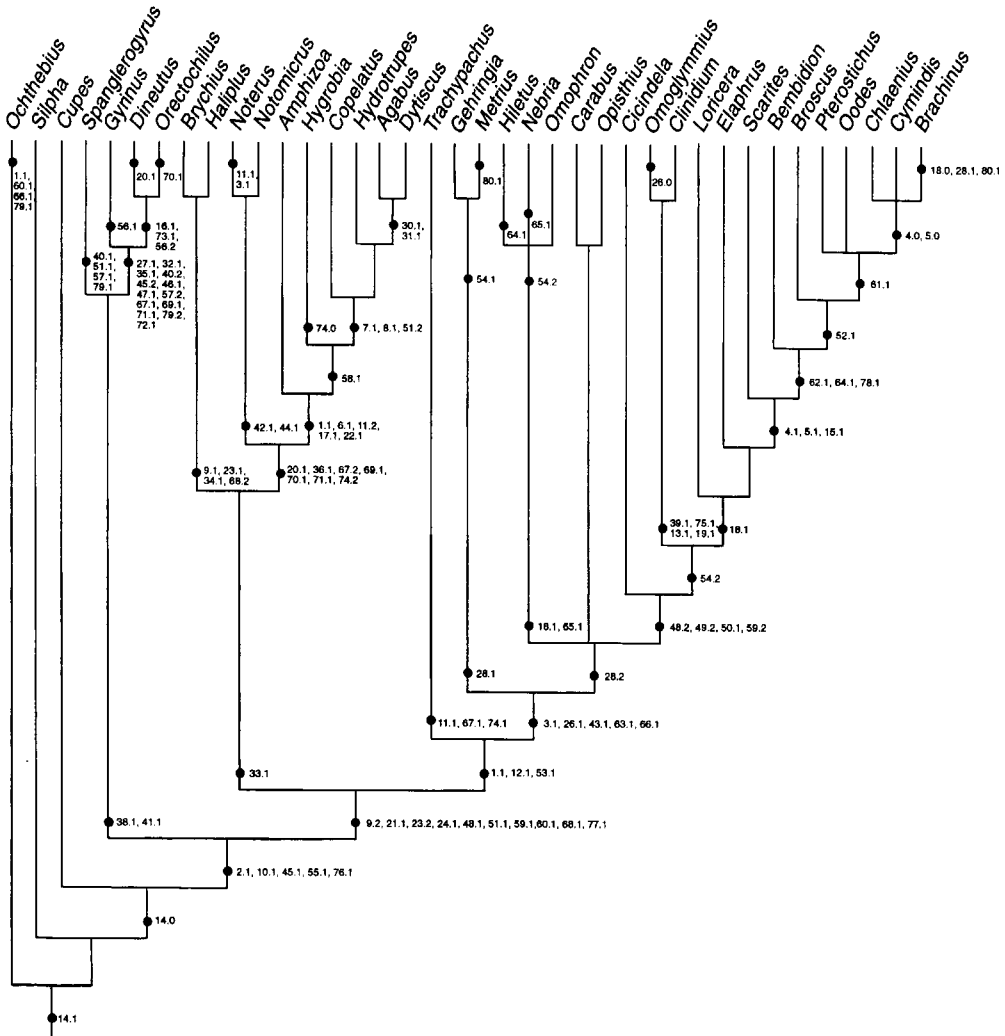 Ochthebius
Silpha
Cupes
Spanglerogyrus
Gyrinus
Dineutus
Orectochilus
Brychius
Haliplus
Noterus
Notomicrus
Amphizoa
Hygrobia
Copelatus
Hydrotrupes
Agabus
Dytiscus
Trachypachus
Gehringia
Metrius
Hiletus
Nebria
Omophron
Carabus
Opisthius
Cicindela
Omoglymmius
Clinidium
Loricera
Elaphrus
Scarites
Bembidion
Broscus
Pterostichus
Oodes
Chlaenius
Cymindis
Brachinus
1.1,
60.1,
66.1,
79.1
20.1
70.1
11.1,
3.1
80.1
26.0
18.0, 28.1, 80.1
56.1
16.1,
73.1,
56.2
30.1,
31.1
64.1
65.1
4.0, 5.0
40.1,
51.1,
57.1,
79.1
27.1, 32.1,
35.1, 40.2,
45.2, 46.1,
47.1, 57.2,
67.1, 69.1,
71.1, 79.2,
72.1
54.1
54.2
61.1
74.0
7.1, 8.1, 51.2
52.1
58.1
62.1, 64.1, 78.1
42.1, 44.1
1.1, 6.1, 11.2,
17.1, 22.1
4.1, 5.1, 15.1
9.1, 23.1,
34.1, 68.2
20.1, 36.1, 67.2, 69.1,
70.1, 71.1, 74.2
39.1, 75.1,
13.1, 19.1
18.1
54.2
18.1, 65.1
48.2, 49.2, 50.1, 59.2
28.1
28.2
11.1, 67.1, 74.1
3.1, 26.1, 43.1, 63.1, 66.1
33.1
1.1, 12.1, 53.1
38.1, 41.1
9.2, 21.1, 23.2, 24.1, 48.1, 51.1, 59.1,60.1, 68.1, 77.1
2.1, 10.1, 45.1, 55.1, 76.1
14.0
14.1